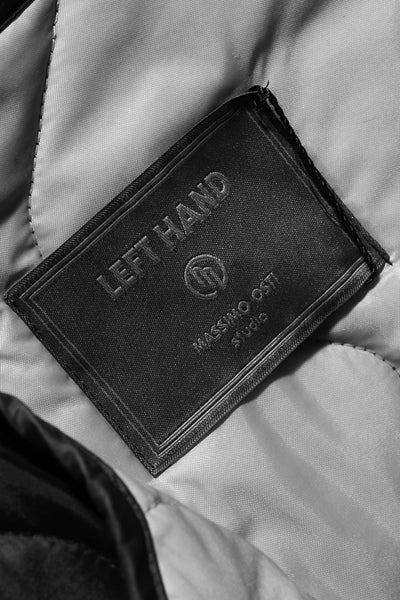 LEFT HAND
m
MASSIMO OSTI
studio